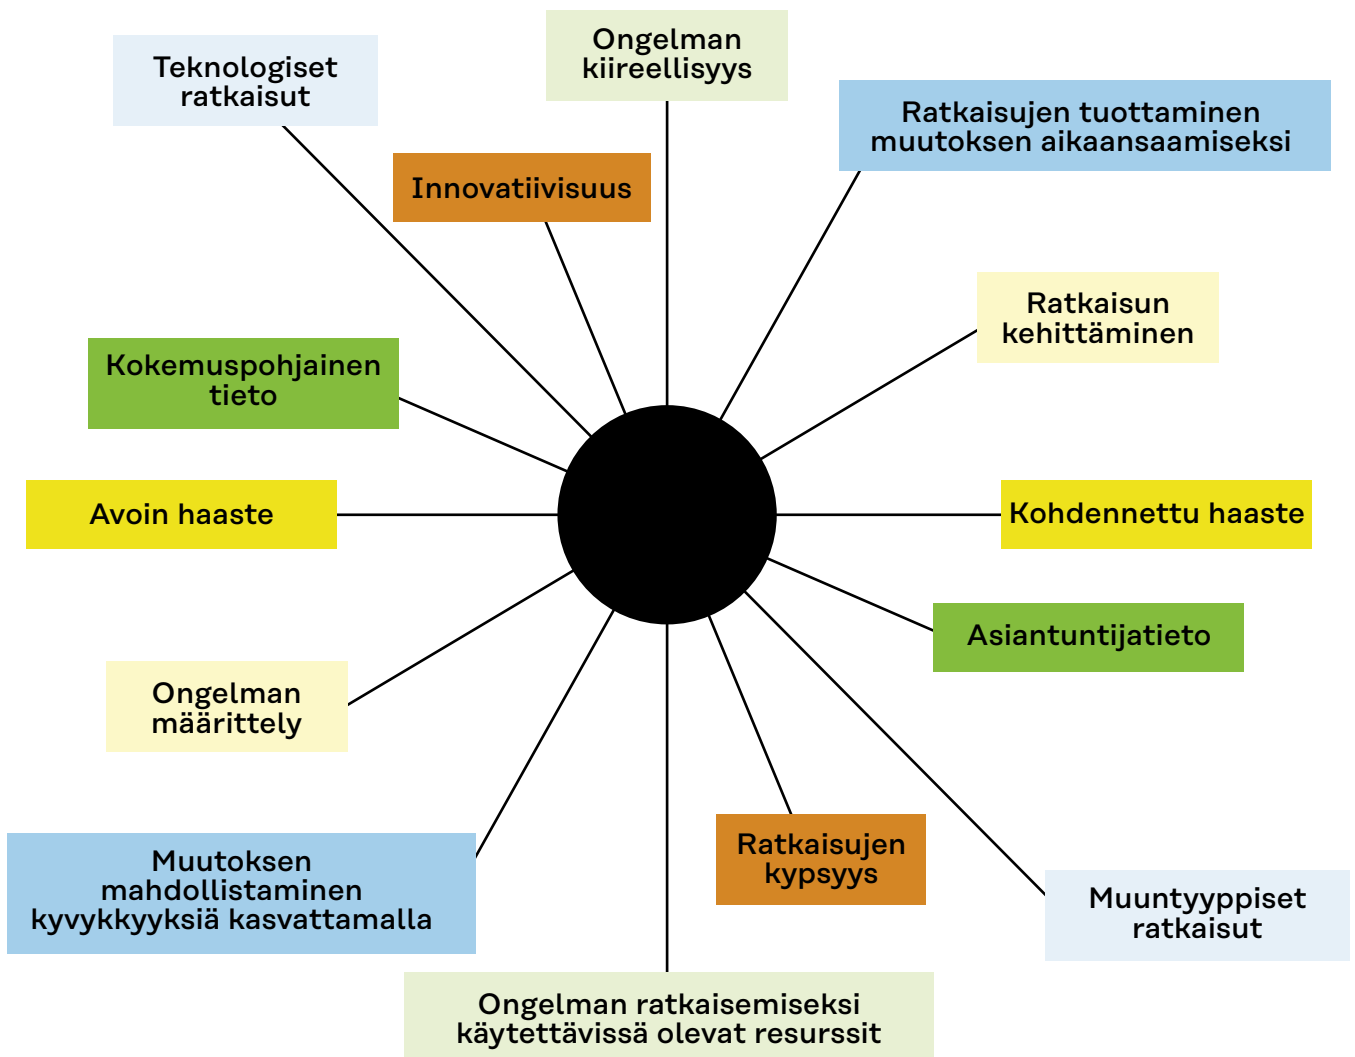 Ongelman
kiireellisyys
Teknologiset
ratkaisut
Ratkaisujen tuottaminen
muutoksen aikaansaamiseksi
Innovatiivisuus
Ratkaisun
kehittäminen
Kokemuspohjainen
tieto
Avoin haaste
Kohdennettu haaste
Asiantuntijatieto
Ongelman
määrittely
Ratkaisujen
kypsyys
Muutoksen
mahdollistaminen
kyvykkyyksiä kasvattamalla
Muuntyyppiset
ratkaisut
Ongelman ratkaisemiseksi
käytettävissä olevat resurssit